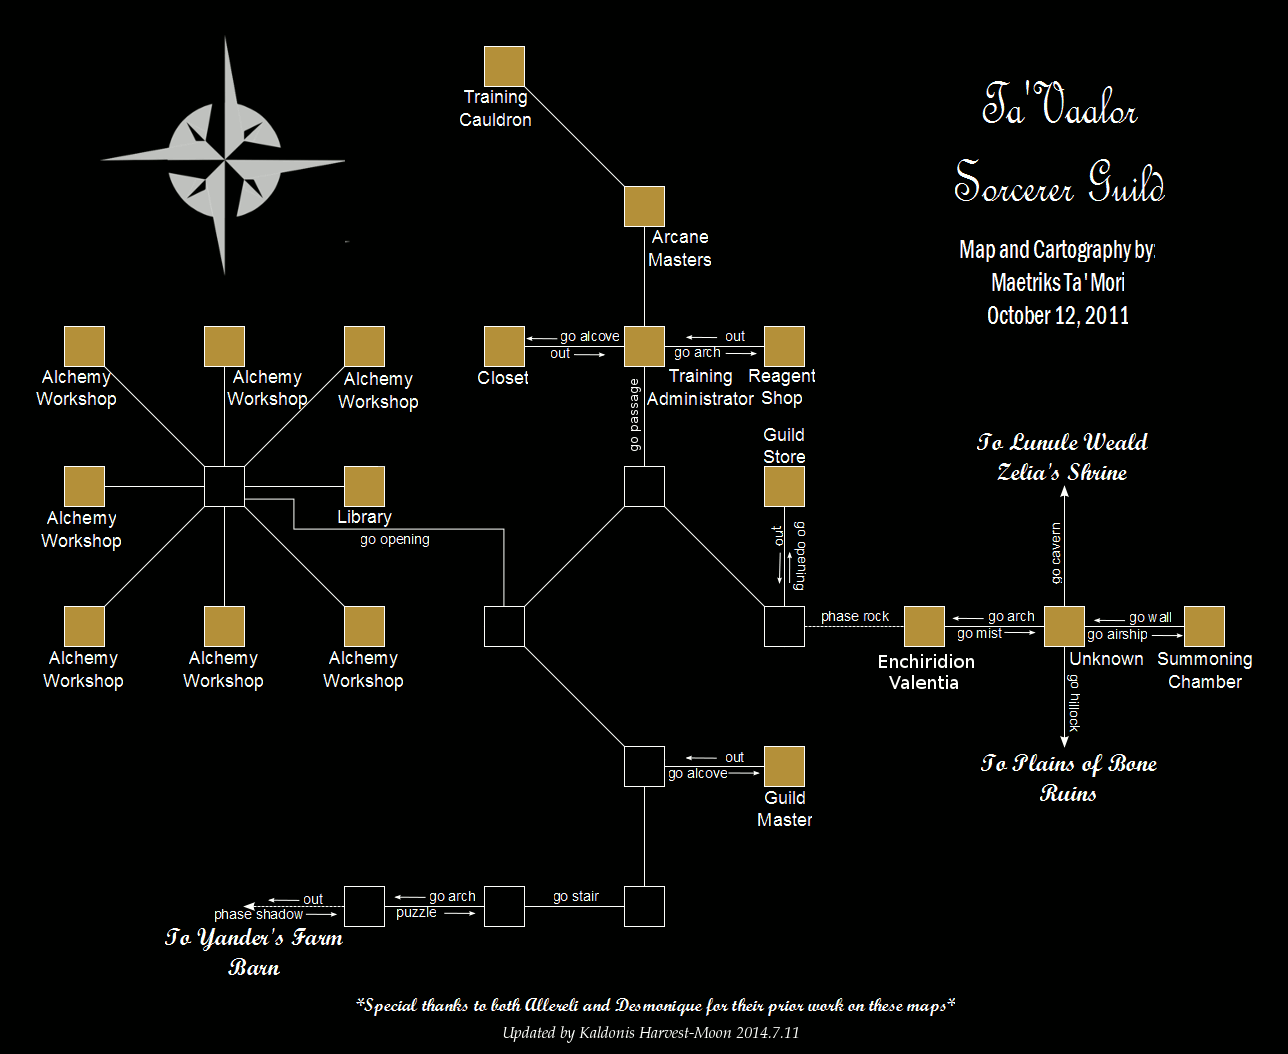 Ta'Vaalor
Sorcerer Guild
Map and Cartography by:
Maetriks Ta'Mori
October 12, 2011
Training
Cauldron
Arcane
Masters
go alcove
out
Closet
out
go arch
Training
Administrator
Reagent
Shop
go passage
Alchemy
Workshop
Alchemy
Workshop
Alchemy
Workshop
Alchemy
Workshop
Library
go opening
Alchemy
Workshop
Alchemy
Workshop
Alchemy
Workshop
Guild
Store
out
go opening
phase rock
Enchiridion
Valentia
go arch
go mist
To Lunule Weald
Zelia's Shrine
go cavern
Unknown
go wall
go airship
Summoning
Chamber
go hillock
To Plains of Bone
Ruins
out
go alcove
Guild
Master
go stair
go arch
puzzle
out
phase shadow
To Yander's Farm
Barn
*Special thanks to both Allereli and Desmonique for their prior work on these maps*
Updated by Kaldonis Harvest-Moon 2014.7.11